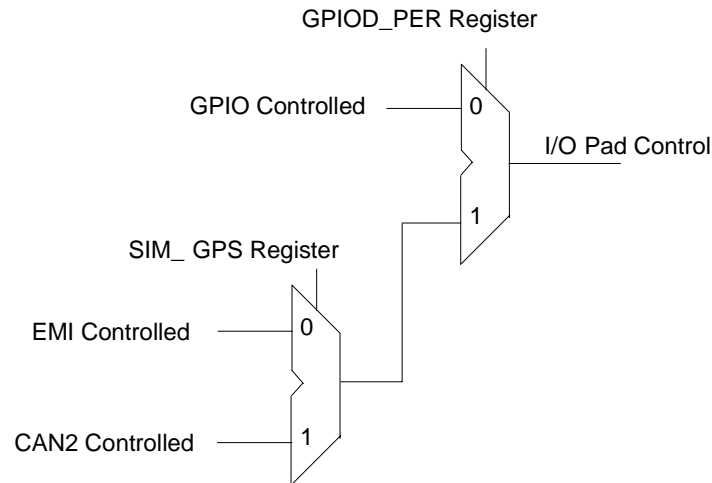 GPIOD_PER Register
GPIO Controlled
0
I/O Pad Control
1
SIM_ GPS Register
EMI Controlled
0
CAN2 Controlled
1